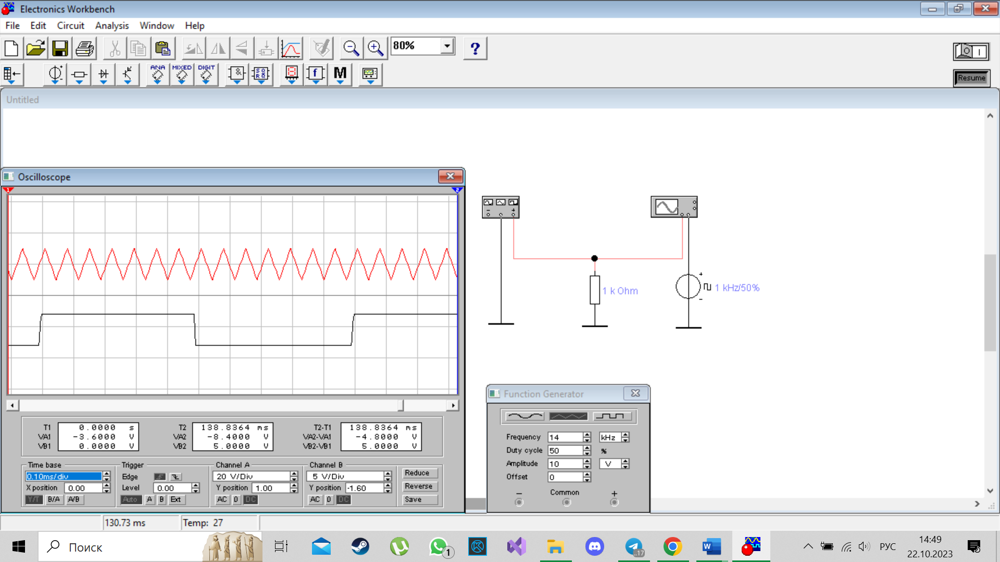 Electronics Workbench
File Edit Circuit Analysis Window Help
80% ?
ANA MIXED DIGIT f M
Resume
Untitled
Oscilloscope
1 2
1 k Ohm
1 kHz/50%
T1 0.0000 s
VA1 -3.6000 V
VB1 0.0000 V
T2 138.8364 ms
VA2 -8.4000 V
VB2 5.0000 V
T2-T1 138.8364 ms
VA2-VA1 -4.8000 V
VB2-VB1 5.0000 V
Time base
0.10ms/div
X position 0.00
Y/T B/A A/B
Trigger
Edge
Level 0.00
Auto A B Ext
Channel A
20 V/Div
Y position 1.00
AC 0 DC
Channel B
5 V/Div
Y position -1.60
AC 0 DC
Reduce
Reverse
Save
Function Generator
Frequency 14 kHz
Duty cycle 50 %
Amplitude 10 V
Offset 0
− Common +
130.73 ms Temp: 27
Поиск
1
..17
РУС
14:49
22.10.2023